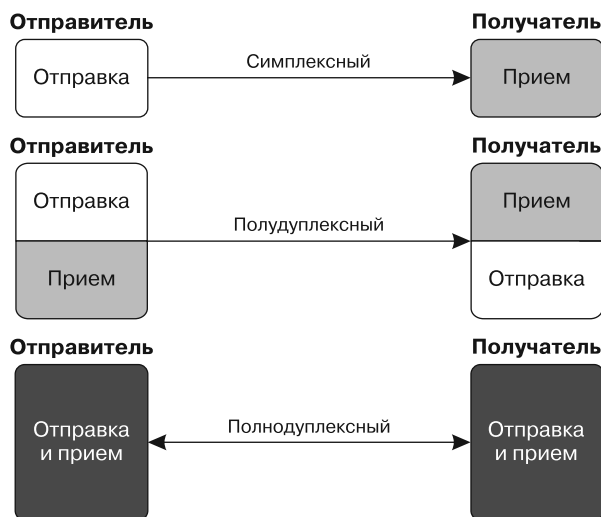 Отправитель
Получатель
Отправка
Симплексный
Прием
Отправитель
Получатель
Отправка
Прием
Полудуплексный
Прием
Отправка
Отправитель
Получатель
Отправка
и прием
Полнодуплексный
Отправка
и прием